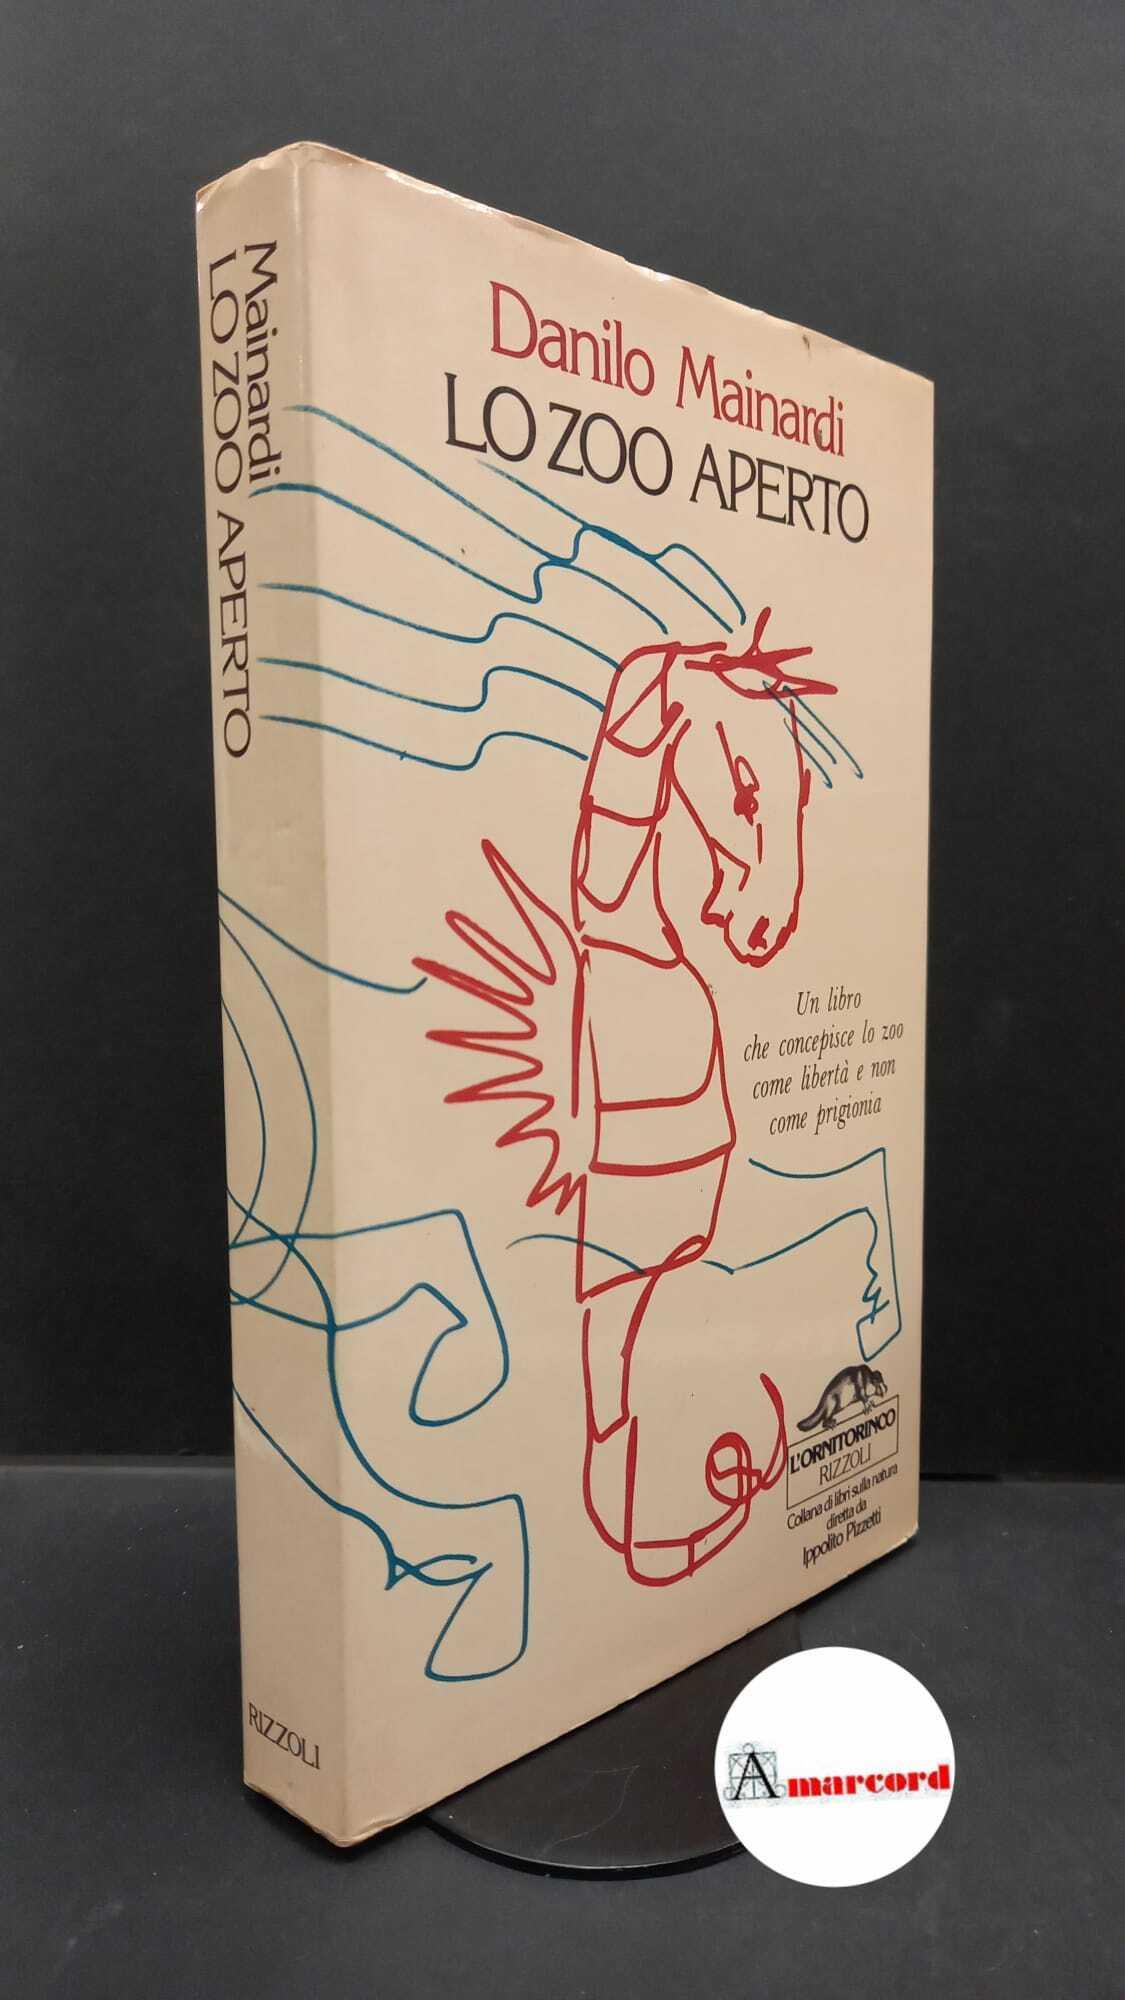 Mainardi
LO ZOO APERTO
RIZZOLI
Danilo Mainardi
LO ZOO APERTO
Un libro
che concepisce lo zoo
come libertà e non
come prigionia
L'ORNITORINCO
RIZZOLI
Collana di libri sulla natura
diretta da
Ippolito Pizzetti
Amarcord